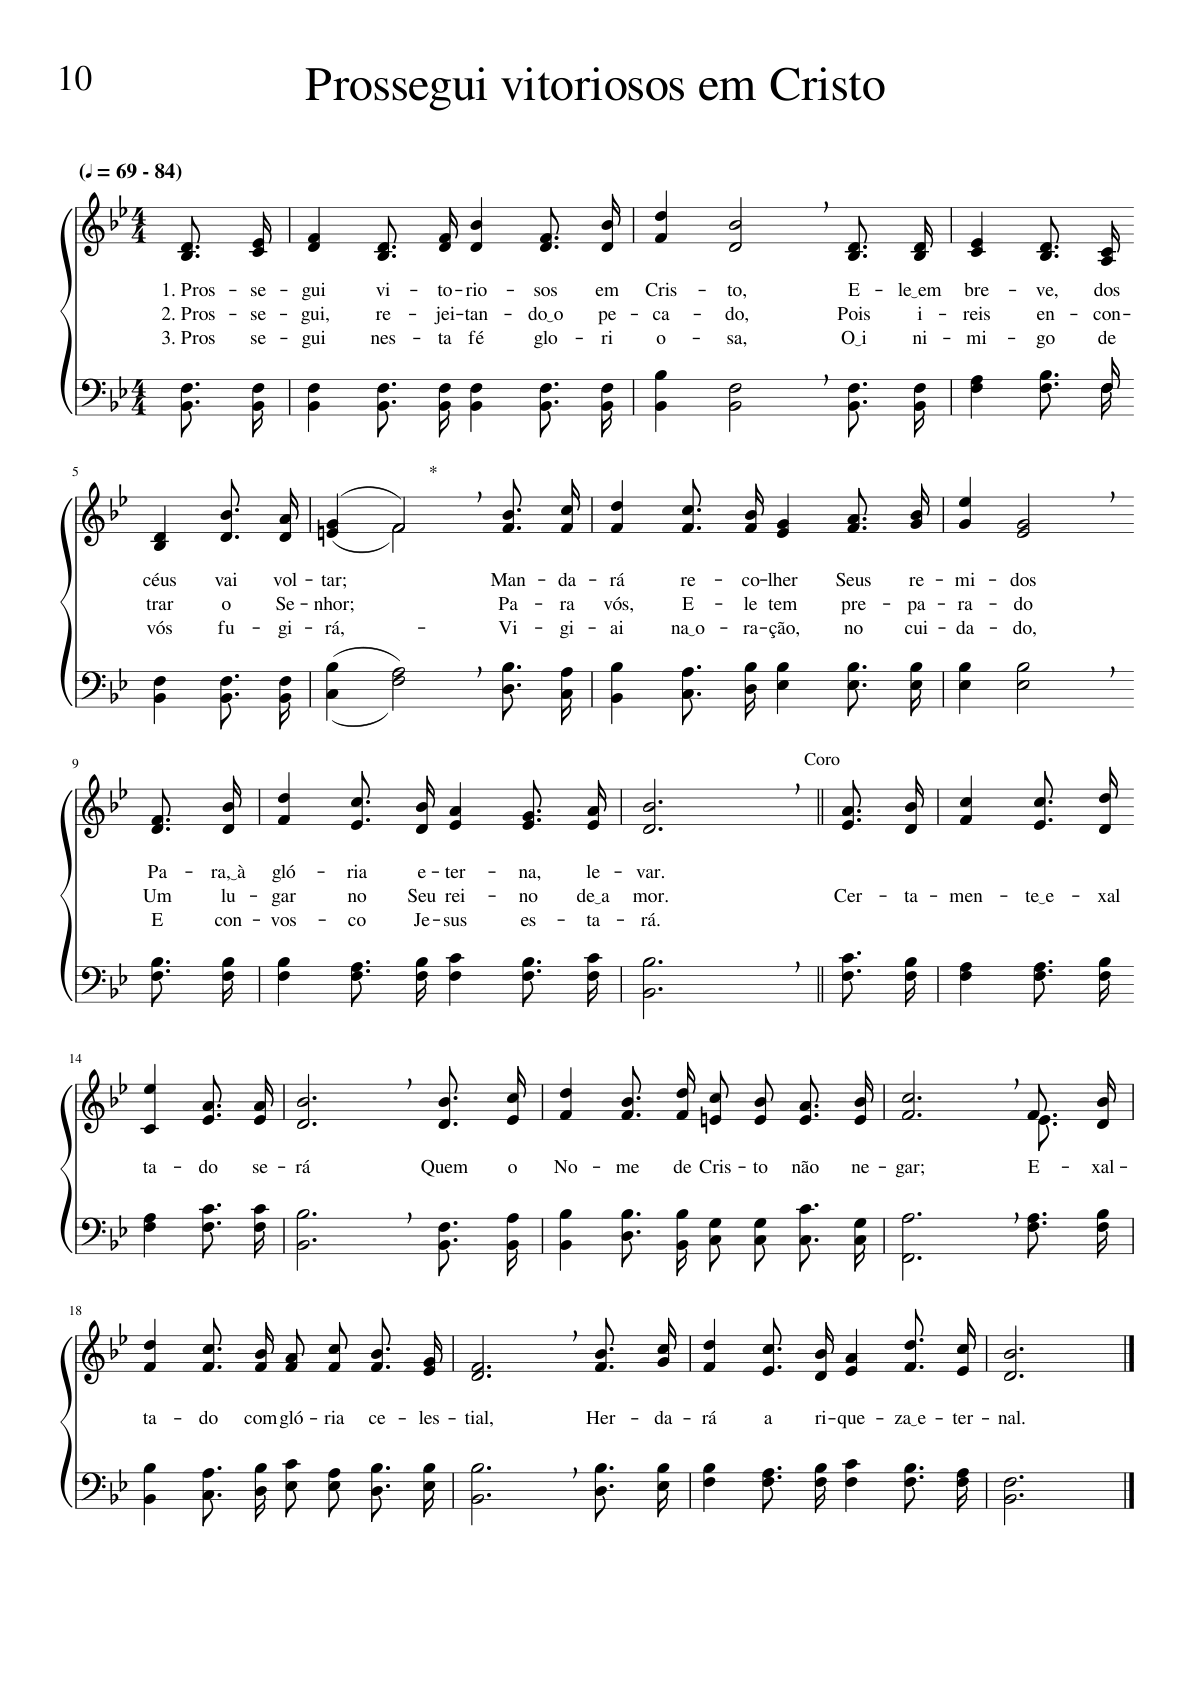 10
Prossegui vitoriosos em Cristo
(♩ = 69 - 84)
1. Pros - se - gui vi - to - rio - sos em Cris - to, E - le‿em bre - ve, dos
2. Pros - se - gui, re - jei - tan - do‿o pe - ca - do, Pois i - reis en - con -
3. Pros se - gui nes - ta fé glo - ri o - sa, O‿i ni - mi - go de
5
*
céus vai vol - tar; Man - da - rá re - co - lher Seus re - mi - dos
trar o Se - nhor; Pa - ra vós, E - le tem pre - pa - ra - do
vós fu - gi - rá, - Vi - gi - ai na‿o - ra - ção, no cui - da - do,
9
Coro
Pa - ra,‿à gló - ria e - ter - na, le - var.
Um lu - gar no Seu rei - no de‿a mor. Cer - ta - men - te‿e - xal
E con - vos - co Je - sus es - ta - rá.
14
ta - do se - rá Quem o No - me de Cris - to não ne - gar; E - xal -
18
ta - do com gló - ria ce - les - tial, Her - da - rá a ri - que - za‿e - ter - nal.